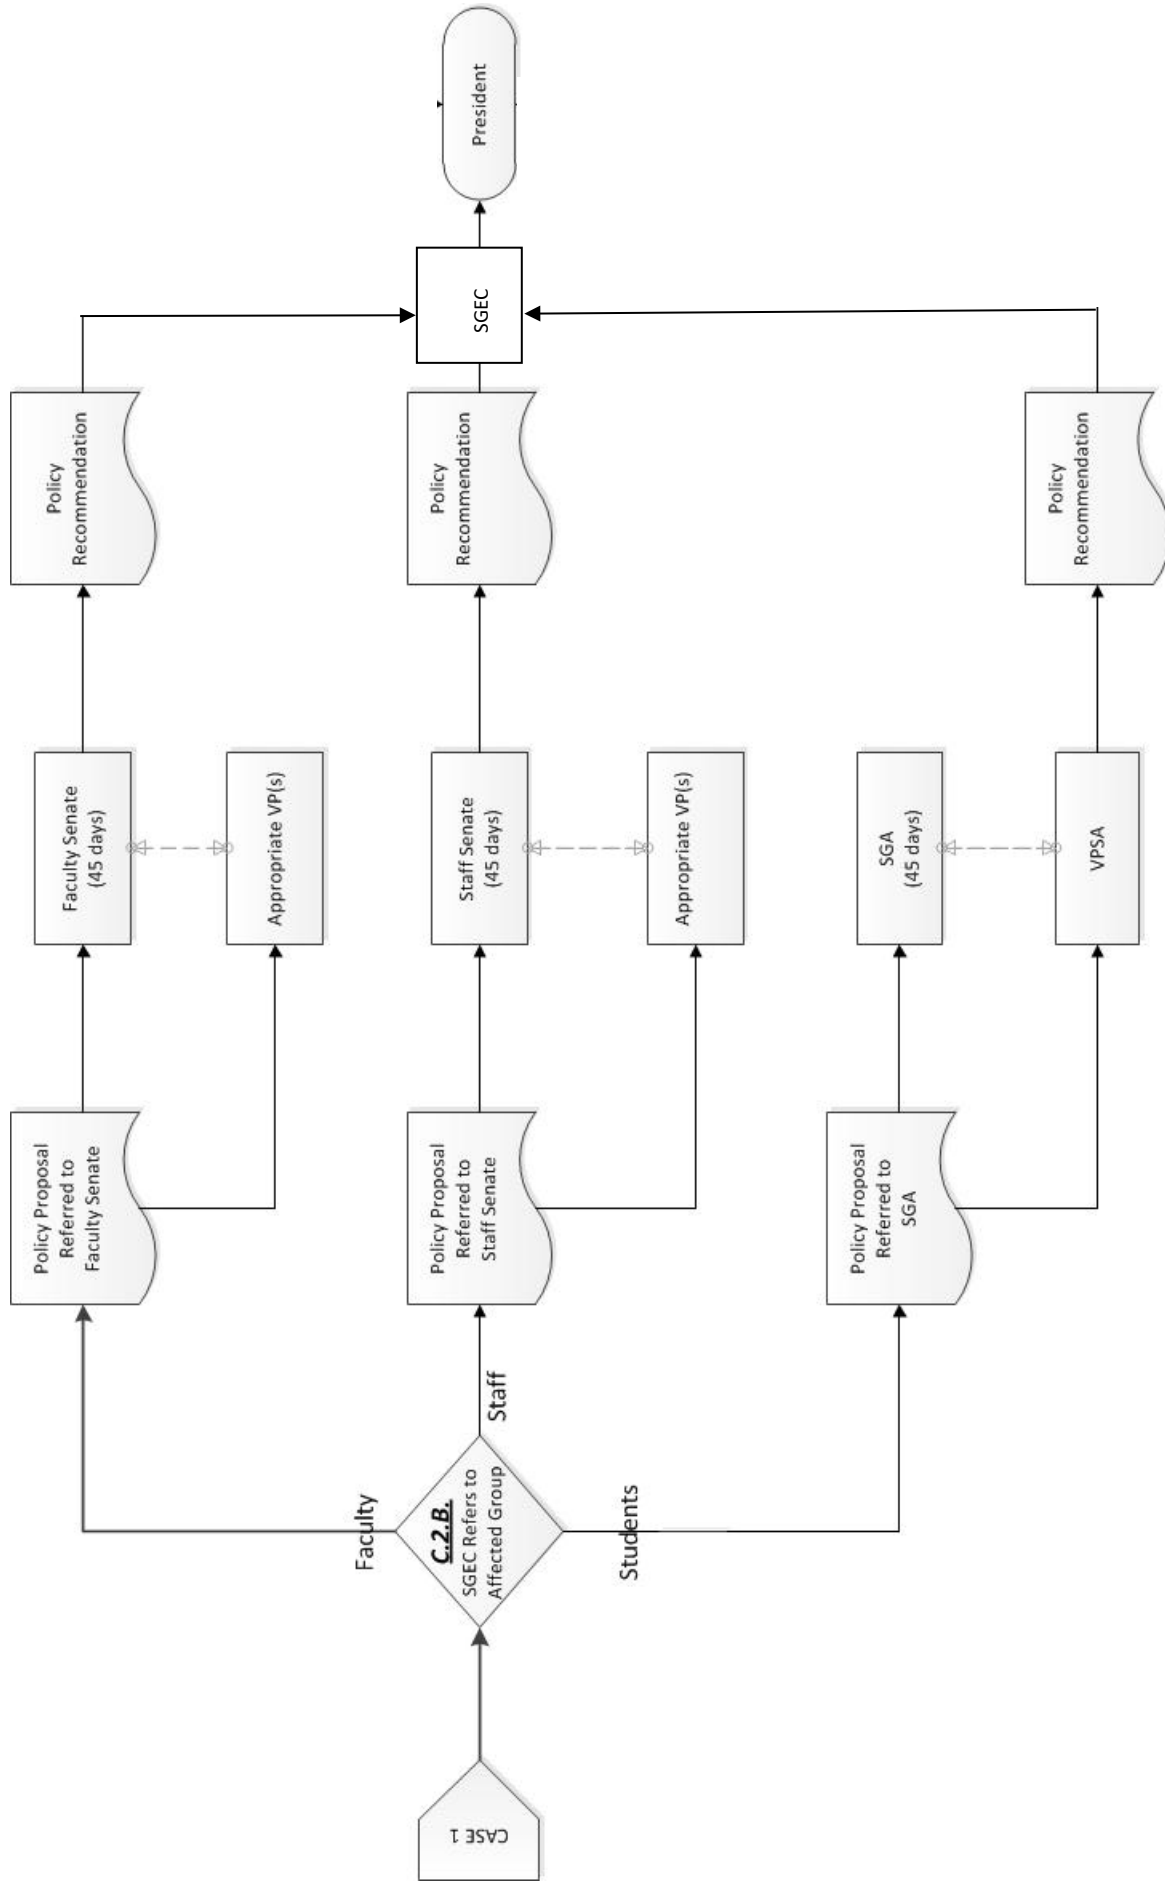 CASE 1
C.2.B.
SGEC Refers to
Affected Group
Faculty
Staff
Students
Policy Proposal
Referred to
Faculty Senate
Faculty Senate
(45 days)
Appropriate VP(s)
Policy
Recommendation
Policy Proposal
Referred to
Staff Senate
Staff Senate
(45 days)
Appropriate VP(s)
Policy
Recommendation
Policy Proposal
Referred to
SGA
SGA
(45 days)
VPSA
Policy
Recommendation
SGEC
President